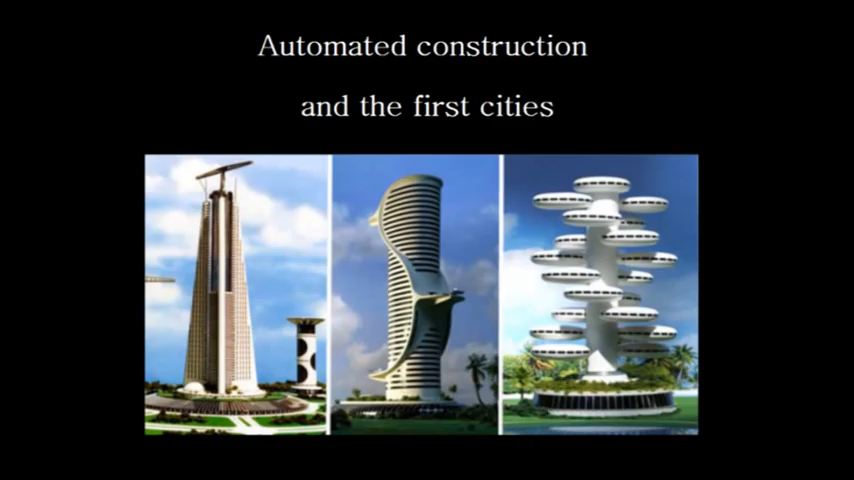 Automated construction
and the first cities